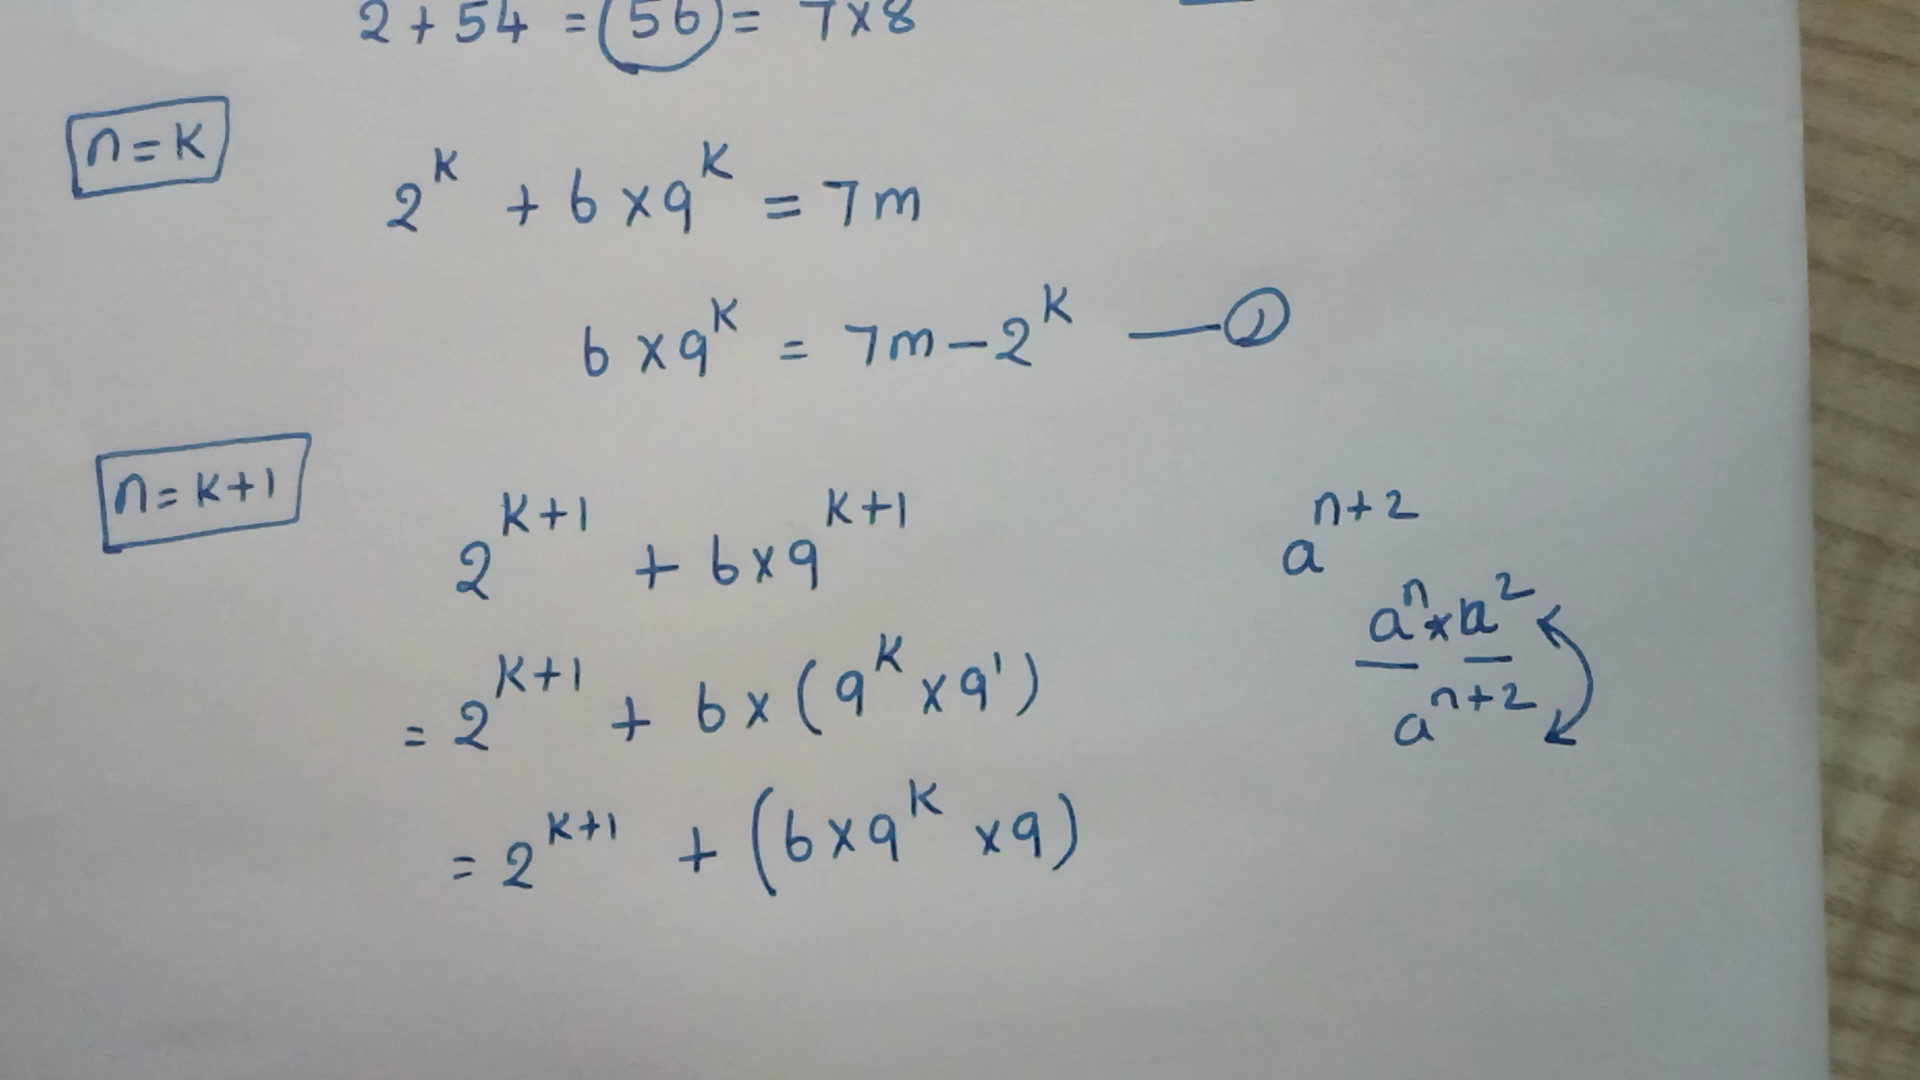 2 + 54 = 56 = 7 × 8
n = k
2^k + 6 × 9^k = 7m
6 × 9^k = 7m − 2^k — ①
n = k+1
2^(k+1) + 6 × 9^(k+1)
= 2^(k+1) + 6 × (9^k × 9^1)
= 2^(k+1) + (6 × 9^k × 9)
a^(n+2)
a^n × a^2
a^(n+2)